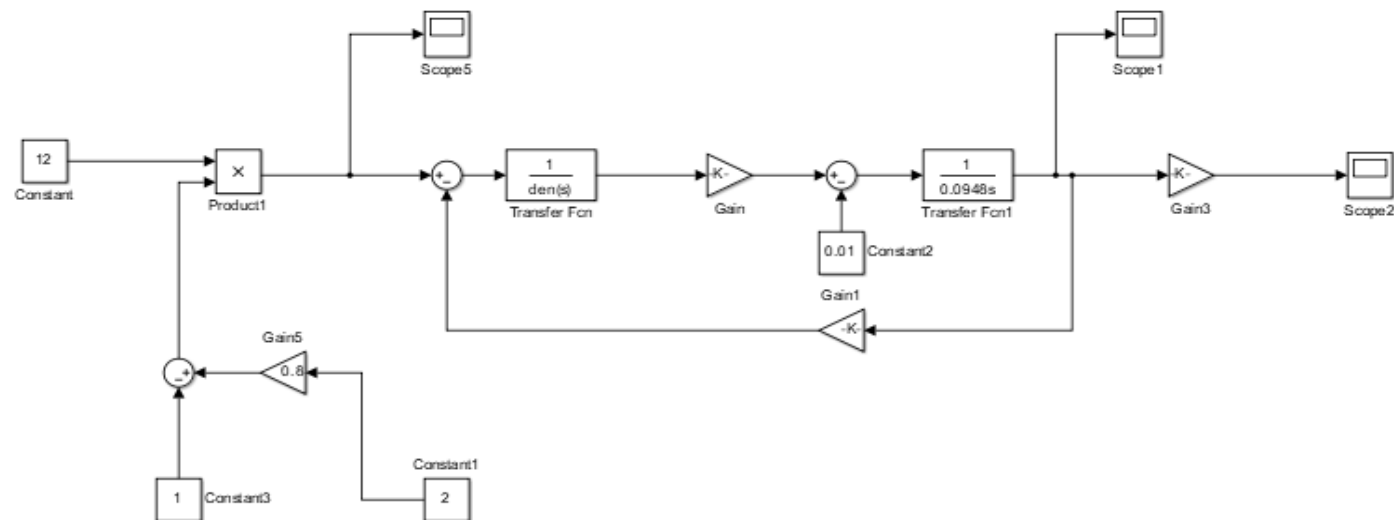 Scope5
Scope1
12
Constant
×
Product1
+
_
1
den(s)
Transfer Fcn
-K-
Gain
+
_
1
0.0948s
Transfer Fcn1
-K-
Gain3
Scope2
0.01
Constant2
Gain1
-K-
Gain5
0.8
_
+
Constant1
1
Constant3
2